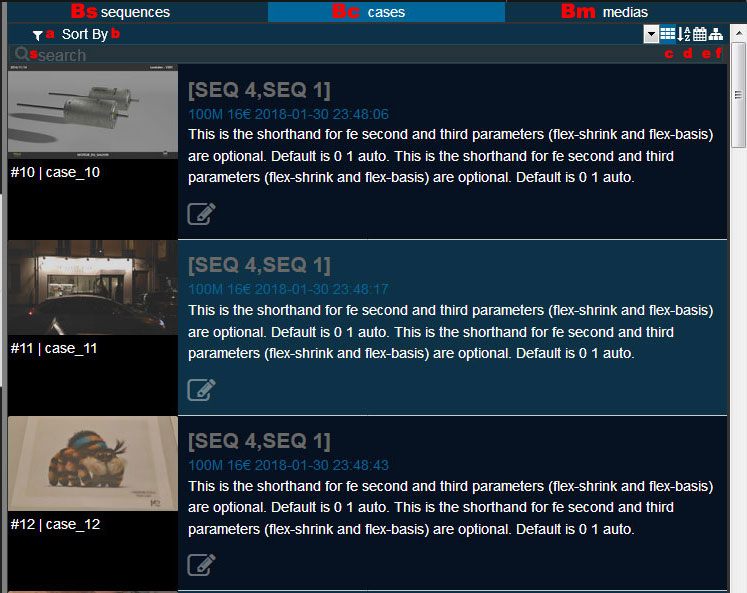 Bs sequences Bc cases Bm medias
a Sort By b
s search c d e f
[SEQ 4,SEQ 1]
100M 16€ 2018-01-30 23:48:06
This is the shorthand for fe second and third parameters (flex-shrink and flex-basis)
are optional. Default is 0 1 auto. This is the shorthand for fe second and third
parameters (flex-shrink and flex-basis) are optional. Default is 0 1 auto.
#10 | case_10
[SEQ 4,SEQ 1]
100M 16€ 2018-01-30 23:48:17
This is the shorthand for fe second and third parameters (flex-shrink and flex-basis)
are optional. Default is 0 1 auto. This is the shorthand for fe second and third
parameters (flex-shrink and flex-basis) are optional. Default is 0 1 auto.
#11 | case_11
[SEQ 4,SEQ 1]
100M 16€ 2018-01-30 23:48:43
This is the shorthand for fe second and third parameters (flex-shrink and flex-basis)
are optional. Default is 0 1 auto. This is the shorthand for fe second and third
parameters (flex-shrink and flex-basis) are optional. Default is 0 1 auto.
#12 | case_12